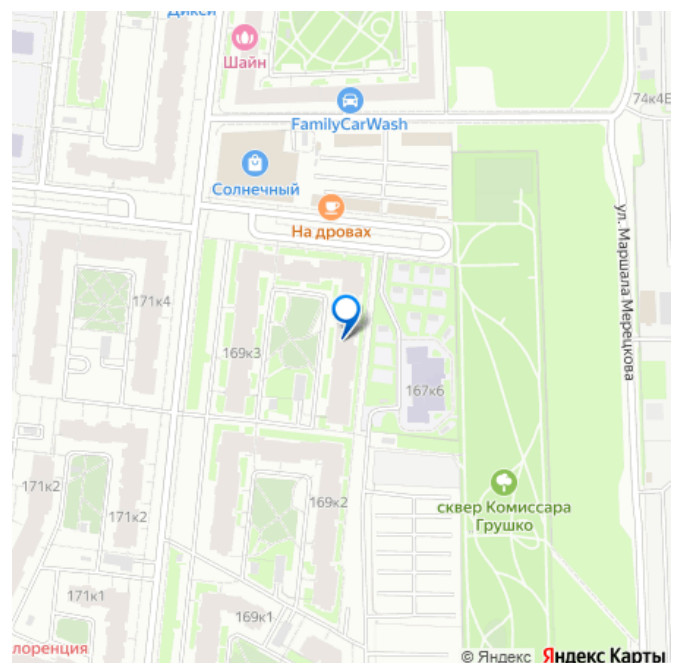 Дикси
Шайн
74к4Б
FamilyCarWash
Солнечный
На дровах
ул. Маршала Мерецкова
171к4
169к3
167к6
171к2
169к2
сквер Комиссара
Грушко
171к2
171к1
169к1
лоренция
© Яндекс Яндекс Карты